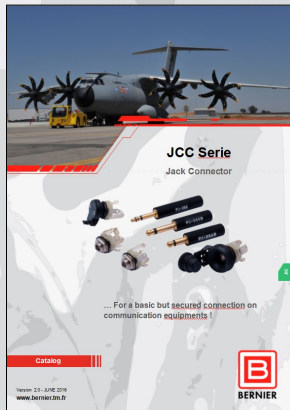 JCC Serie
Jack Connector
... For a basic but secured connection on
communication equipments !
Catalog
Version 2.0 - JUNE 2016
www.bernier.tm.fr
B
BERNIER